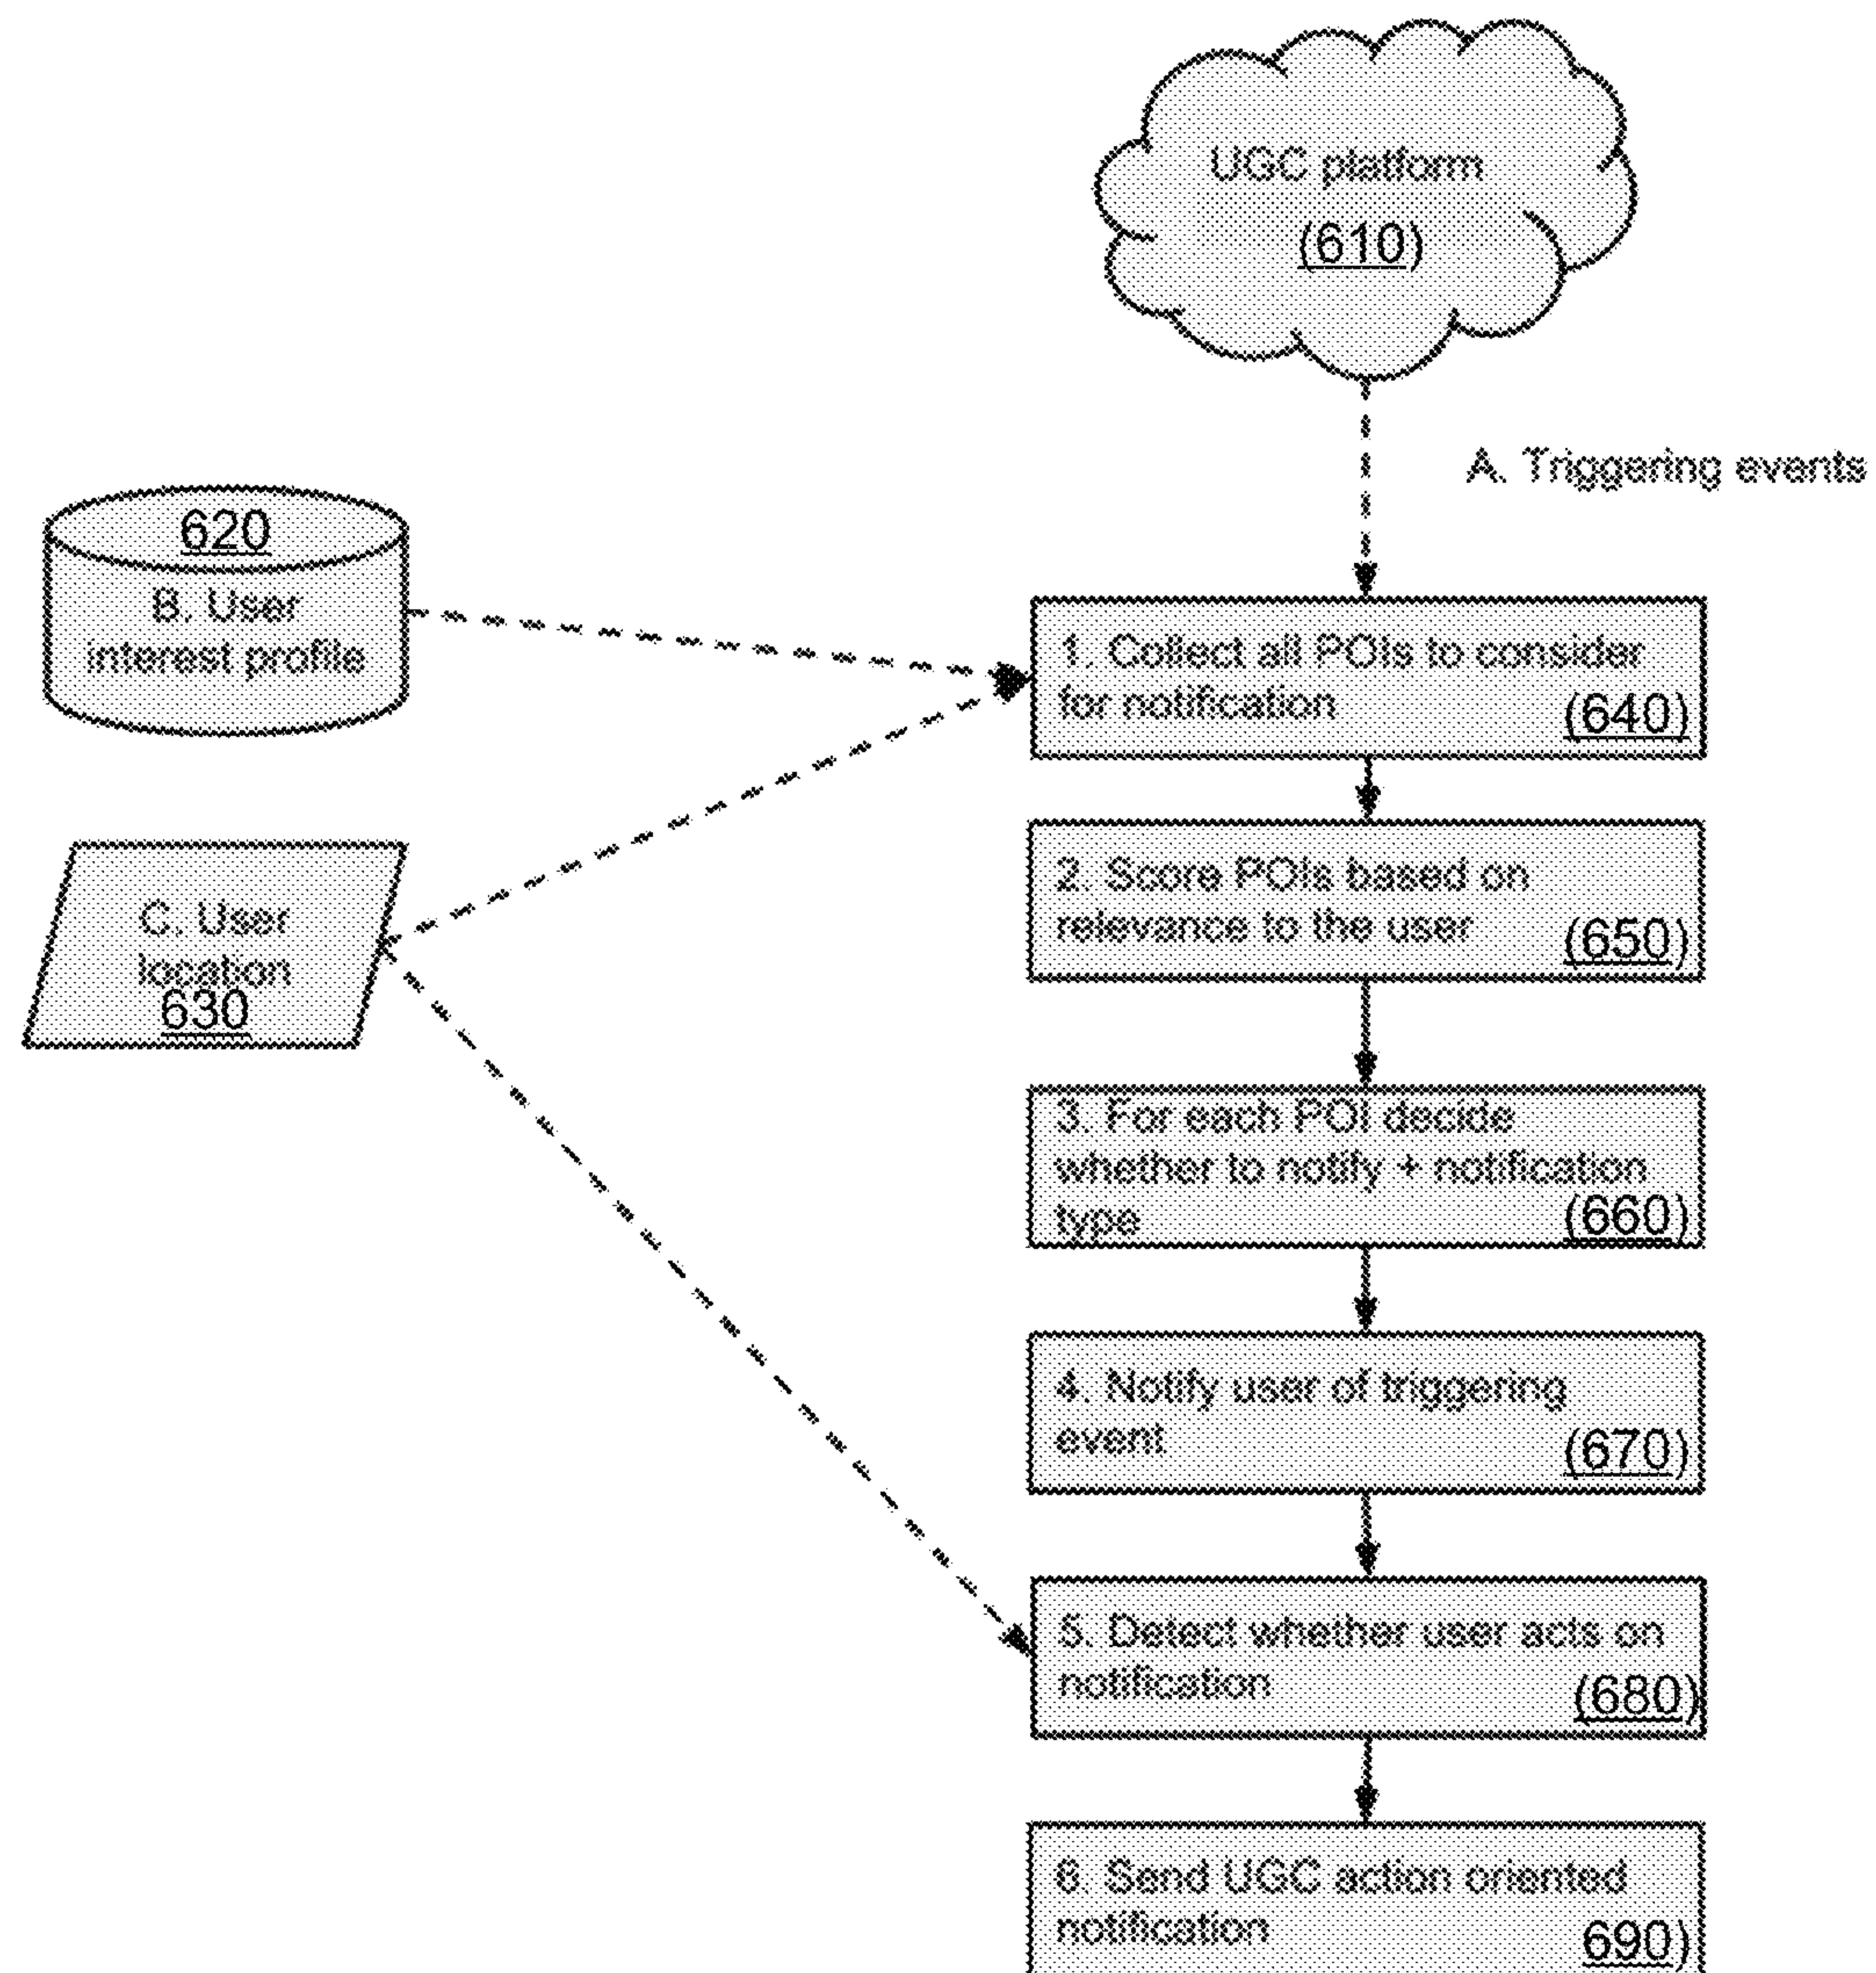 UGC platform
(610)
A. Triggering events
620
B. User
interest profile
C. User
location
630
1. Collect all POIs to consider
for notification
(640)
2. Score POIs based on
relevance to the user
(650)
3. For each POI decide
whether to notify + notification
type
(660)
4. Notify user of triggering
event
(670)
5. Detect whether user acts on
notification
(680)
6. Send UGC action oriented
notification
690)